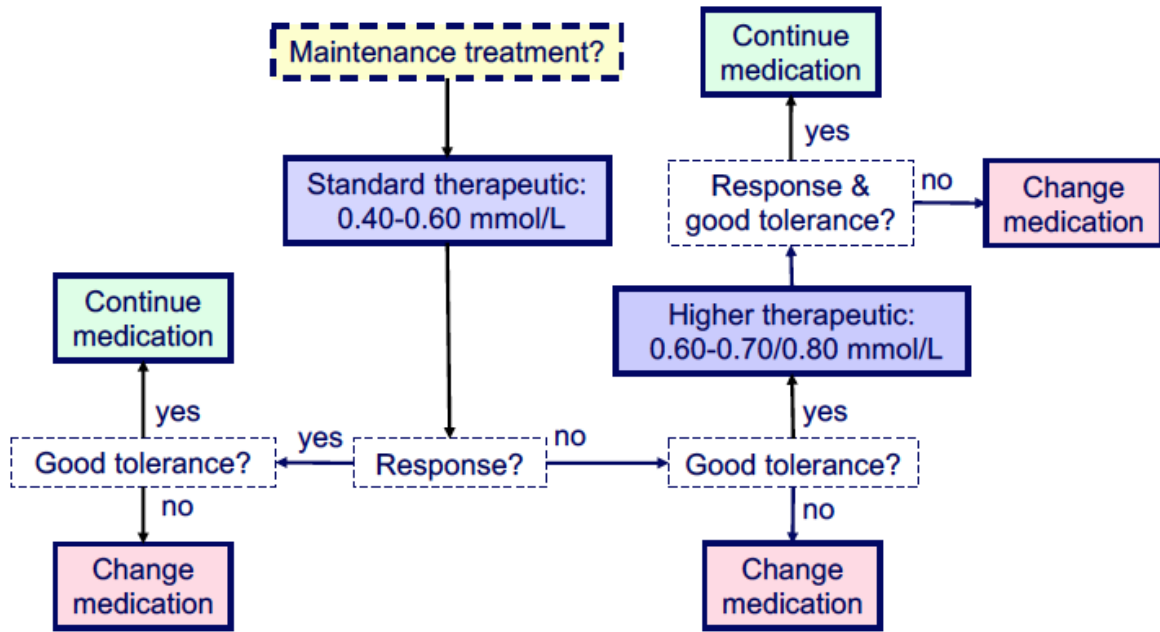 Maintenance treatment?
Standard therapeutic:
0.40-0.60 mmol/L
Response?
yes
Good tolerance?
yes
Continue
medication
no
Change
medication
no
Good tolerance?
no
Change
medication
yes
Higher therapeutic:
0.60-0.70/0.80 mmol/L
Response &
good tolerance?
yes
Continue
medication
no
Change
medication